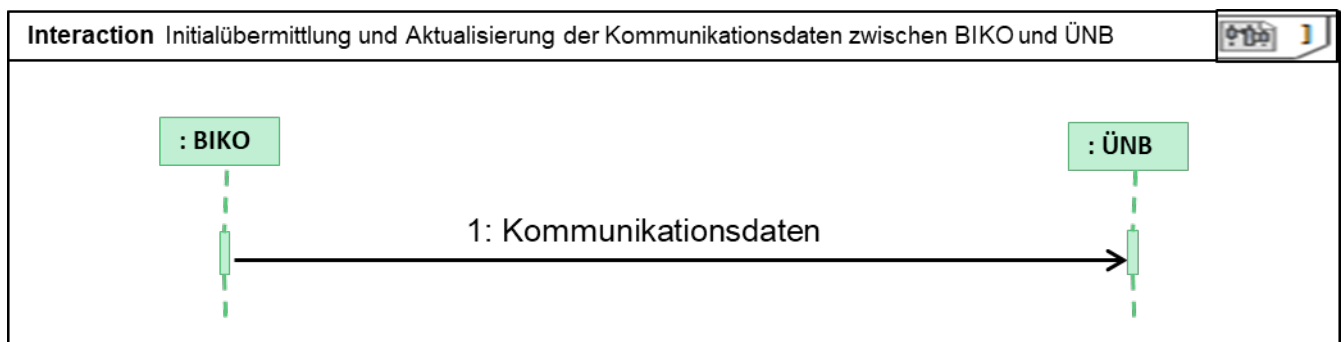 Interaction Initialübermittlung und Aktualisierung der Kommunikationsdaten zwischen BIKO und ÜNB
: BIKO
: ÜNB
1: Kommunikationsdaten